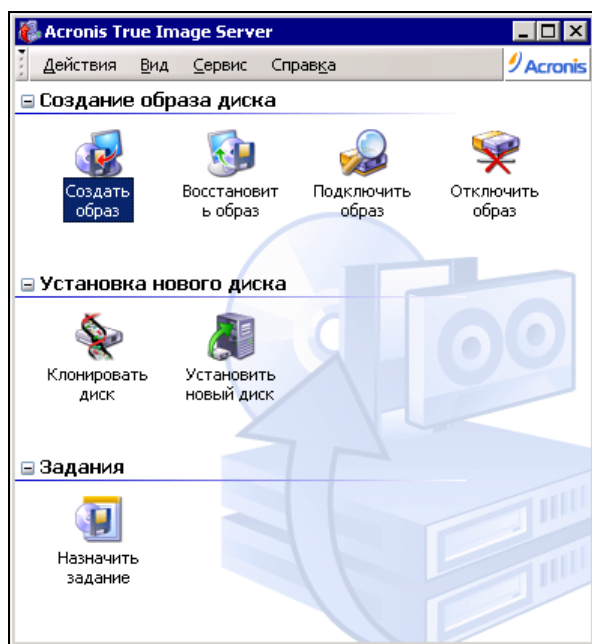 Acronis True Image Server
Действия Вид Сервис Справка
Acronis
Создание образа диска
Создать
образ
Восстановит
ь образ
Подключить
образ
Отключить
образ
Установка нового диска
Клонировать
диск
Установить
новый диск
Задания
Назначить
задание